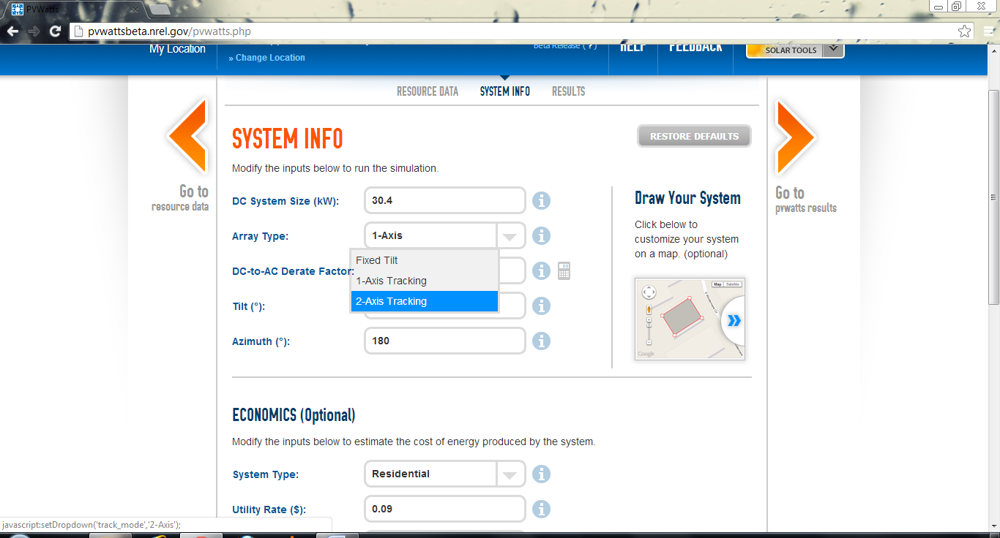 PVWatts
pvwattsbeta.nrel.gov/pvwatts.php
My Location
» Change Location
Beta Release ( ? )
HELP
FEEDBACK
SOLAR TOOLS
RESOURCE DATA
SYSTEM INFO
RESULTS
SYSTEM INFO
RESTORE DEFAULTS
Modify the inputs below to run the simulation.
Go to
resource data
Go to
pvwatts results
DC System Size (kW):
30.4
Array Type:
1-Axis
Fixed Tilt
1-Axis Tracking
2-Axis Tracking
DC-to-AC Derate Factor:
Tilt (°):
Azimuth (°):
180
Draw Your System
Click below to
customize your system
on a map. (optional)
Map
Satellite
Google
ECONOMICS (Optional)
Modify the inputs below to estimate the cost of energy produced by the system.
System Type:
Residential
Utility Rate ($):
0.09
javascript:setDropdown('track_mode','2-Axis');